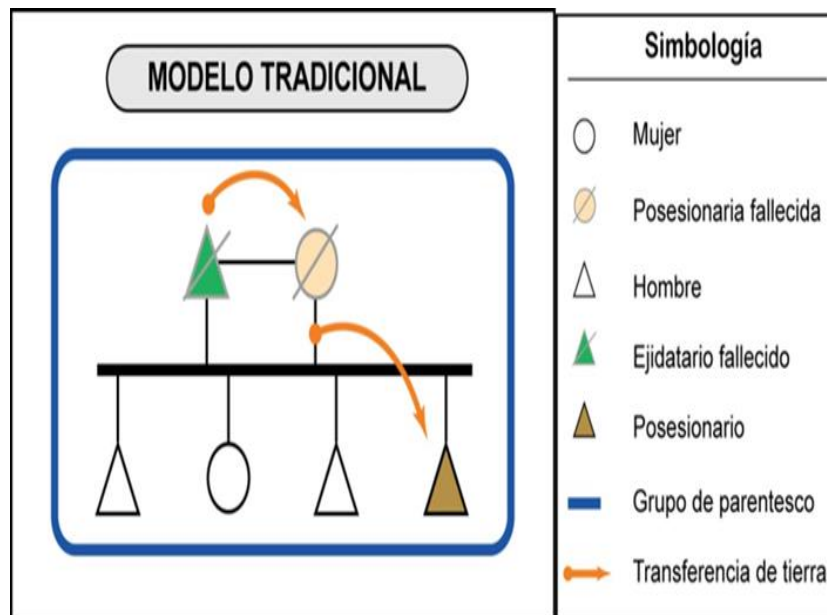 MODELO TRADICIONAL
Simbología
Mujer
Posesionaria fallecida
Hombre
Ejidatario fallecido
Posesionario
Grupo de parentesco
Transferencia de tierra